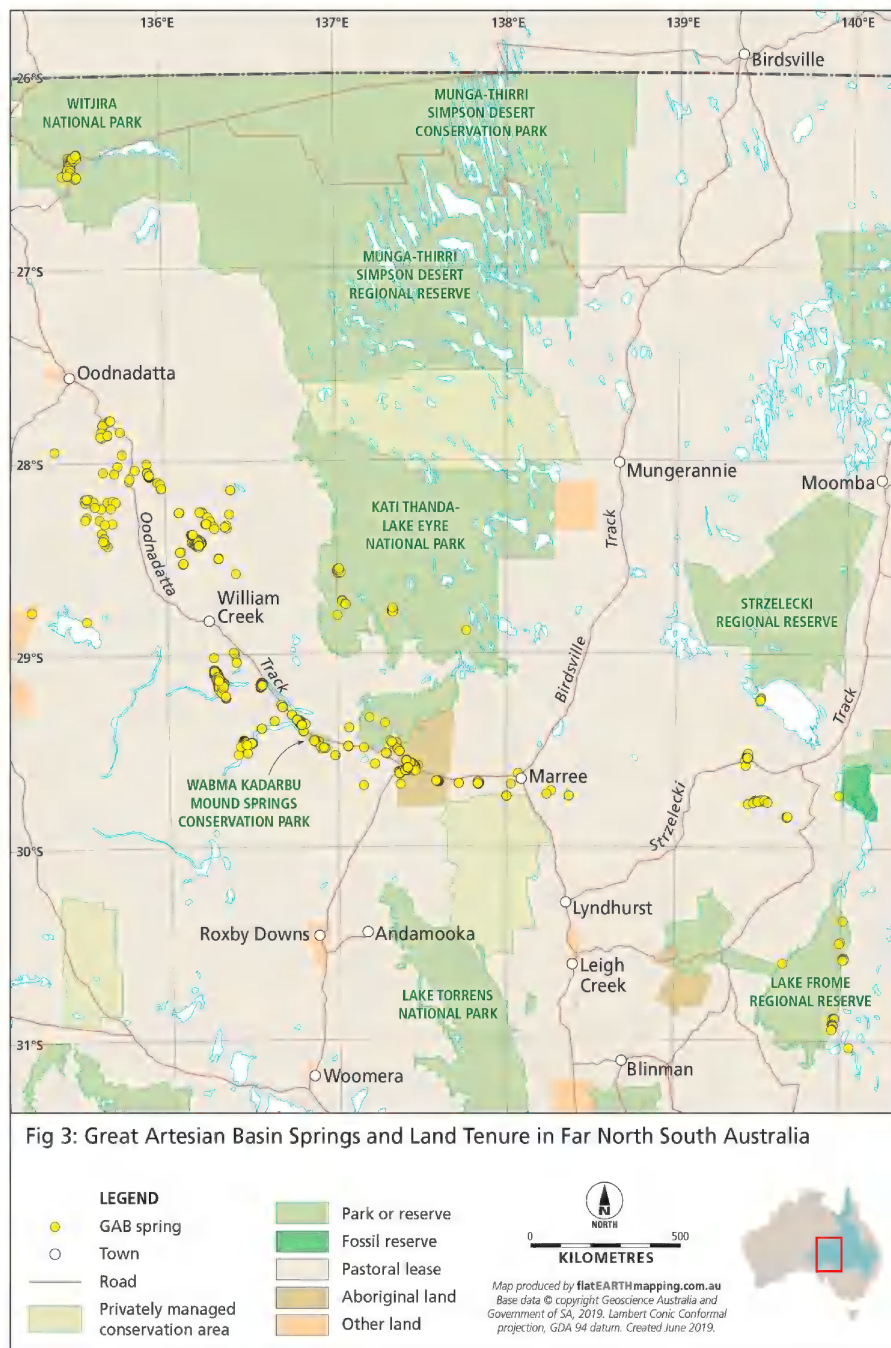 136°E
137°E
138°E
139°E
140°E
Birdsville
26°S
WITJIRA
NATIONAL PARK
MUNGA-THIRRI
SIMPSON DESERT
CONSERVATION PARK
27°S
MUNGA-THIRRI
SIMPSON DESERT
REGIONAL RESERVE
Oodnadatta
28°S
Mungerannie
Moomba
Oodnadatta
Track
KATI THANDA-
LAKE EYRE
NATIONAL PARK
Track
William
Creek
STRZELECKI
REGIONAL RESERVE
29°S
Track
Birdsville
Track
WABMA KADARBU
MOUND SPRINGS
CONSERVATION PARK
Marree
Strzelecki
30°S
Lyndhurst
Roxby Downs
Andamooka
Leigh
Creek
LAKE TORRENS
NATIONAL PARK
LAKE FROME
REGIONAL RESERVE
31°S
Woomera
Blinman
Fig 3: Great Artesian Basin Springs and Land Tenure in Far North South Australia
LEGEND
GAB spring
Town
Road
Privately managed
conservation area
Park or reserve
Fossil reserve
Pastoral lease
Aboriginal land
Other land
N
NORTH
0
500
KILOMETRES
Map produced by flatEARTHmapping.com.au
Base data © copyright Geoscience Australia and
Government of SA, 2019. Lambert Conic Conformal
projection, GDA 94 datum. Created June 2019.